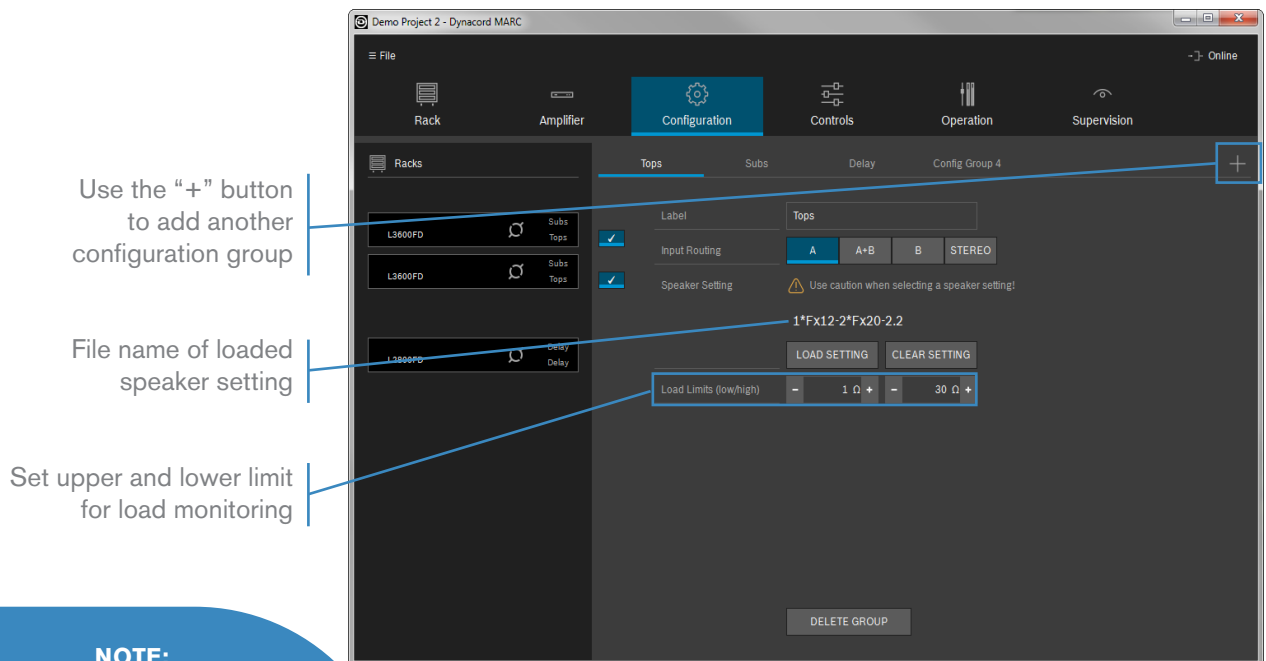 Demo Project 2 - Dynacord MARC
≡ File
Online
Rack
Amplifier
Configuration
Controls
Operation
Supervision
Racks
Tops
Subs
Delay
Config Group 4
Use the “+” button
to add another
configuration group
L3600FD
Subs
Tops
L3600FD
Subs
Tops
Label
Tops
Input Routing
A
A+B
B
STEREO
Speaker Setting
Use caution when selecting a speaker setting!
1*Fx12-2*Fx20-2.2
File name of loaded
speaker setting
Delay
Delay
LOAD SETTING
CLEAR SETTING
Load Limits (low/high)
- 1 Ω +
- 30 Ω +
Set upper and lower limit
for load monitoring
DELETE GROUP
NOTE: